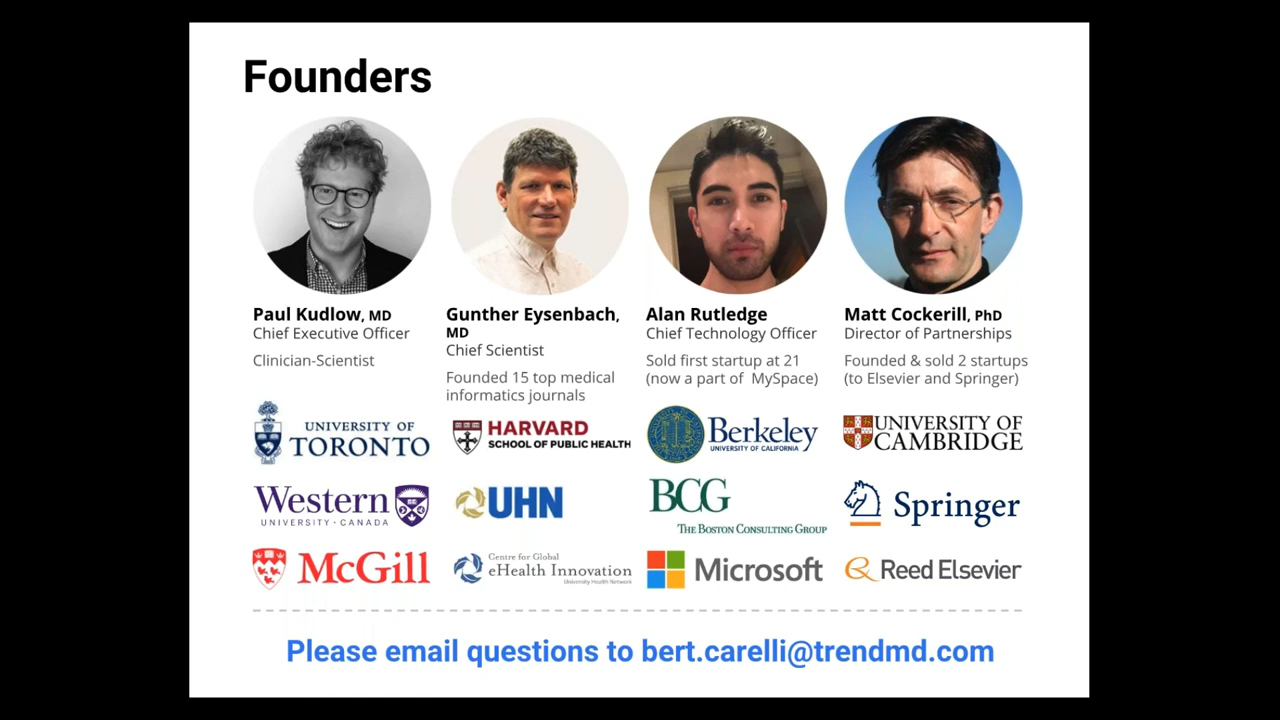 Founders
Paul Kudlow, MD
Chief Executive Officer
Clinician-Scientist
UNIVERSITY OF
TORONTO
Western
UNIVERSITY · CANADA
McGill
Gunther Eysenbach,
MD
Chief Scientist
Founded 15 top medical
informatics journals
HARVARD
SCHOOL OF PUBLIC HEALTH
UHN
Centre for Global
eHealth Innovation
University Health Network
Alan Rutledge
Chief Technology Officer
Sold first startup at 21
(now a part of MySpace)
Berkeley
UNIVERSITY OF CALIFORNIA
BCG
THE BOSTON CONSULTING GROUP
Microsoft
Matt Cockerill, PhD
Director of Partnerships
Founded & sold 2 startups
(to Elsevier and Springer)
UNIVERSITY OF
CAMBRIDGE
Springer
Reed Elsevier
Please email questions to bert.carelli@trendmd.com